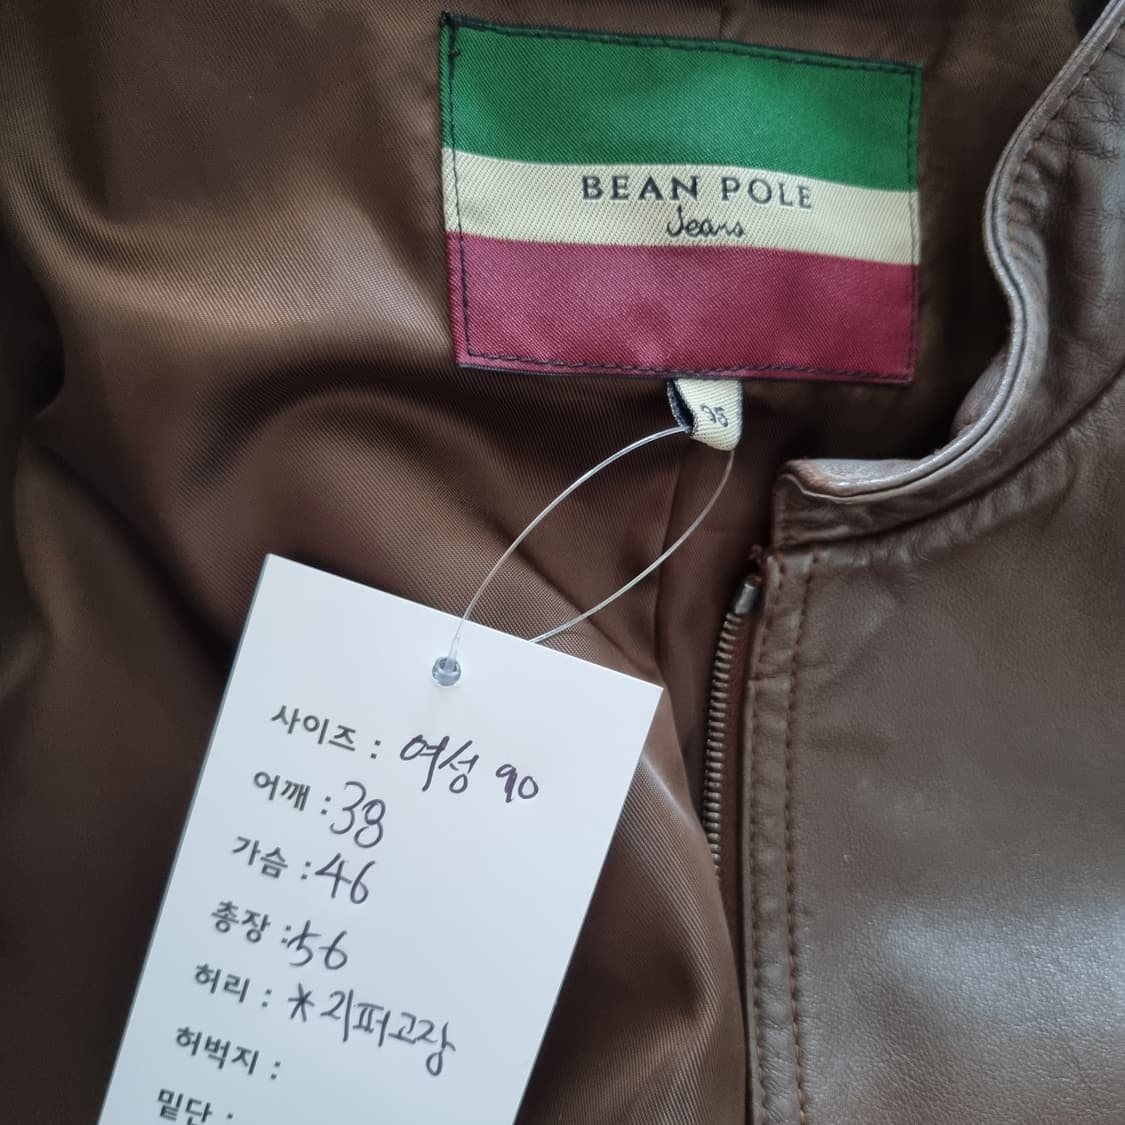 BEAN POLE
Jeans
95
사이즈 : 여성 90
어깨 : 38
가슴 : 46
총장 : 56
허리 : * 지퍼고장
허벅지 :
밑단 :